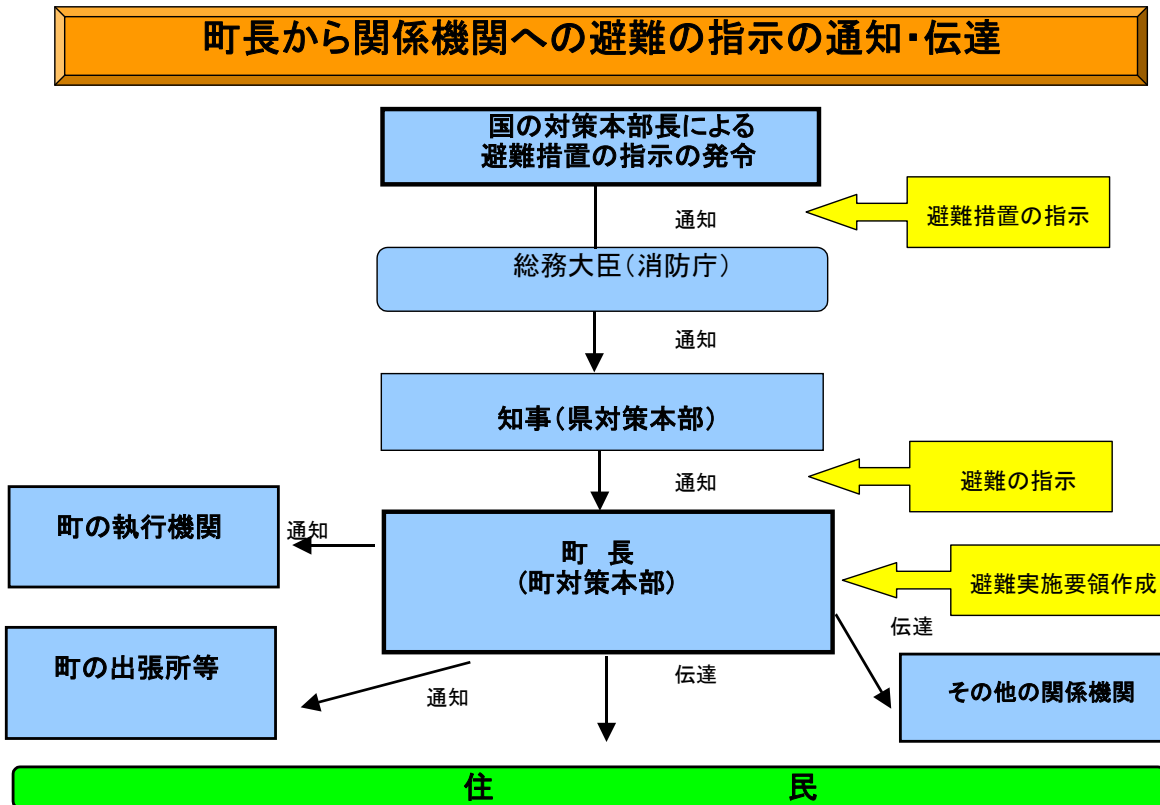 町長から関係機関への避難の指示の通知・伝達
国の対策本部長による
避難措置の指示の発令
通知
避難措置の指示
総務大臣（消防庁）
通知
知事（県対策本部）
通知
避難の指示
町の執行機関
通知
町　長
（町対策本部）
避難実施要領作成
伝達
町の出張所等
通知
伝達
その他の関係機関
住　民